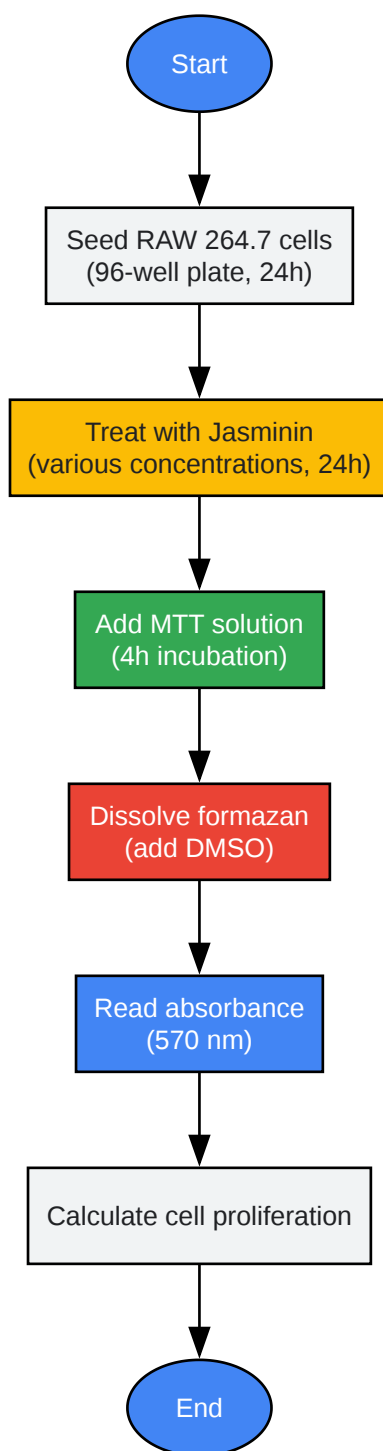 Start
Seed RAW 264.7 cells
(96-well plate, 24h)
Treat with Jasminin
(various concentrations, 24h)
Add MTT solution
(4h incubation)
Dissolve formazan
(add DMSO)
Read absorbance
(570 nm)
Calculate cell proliferation
End